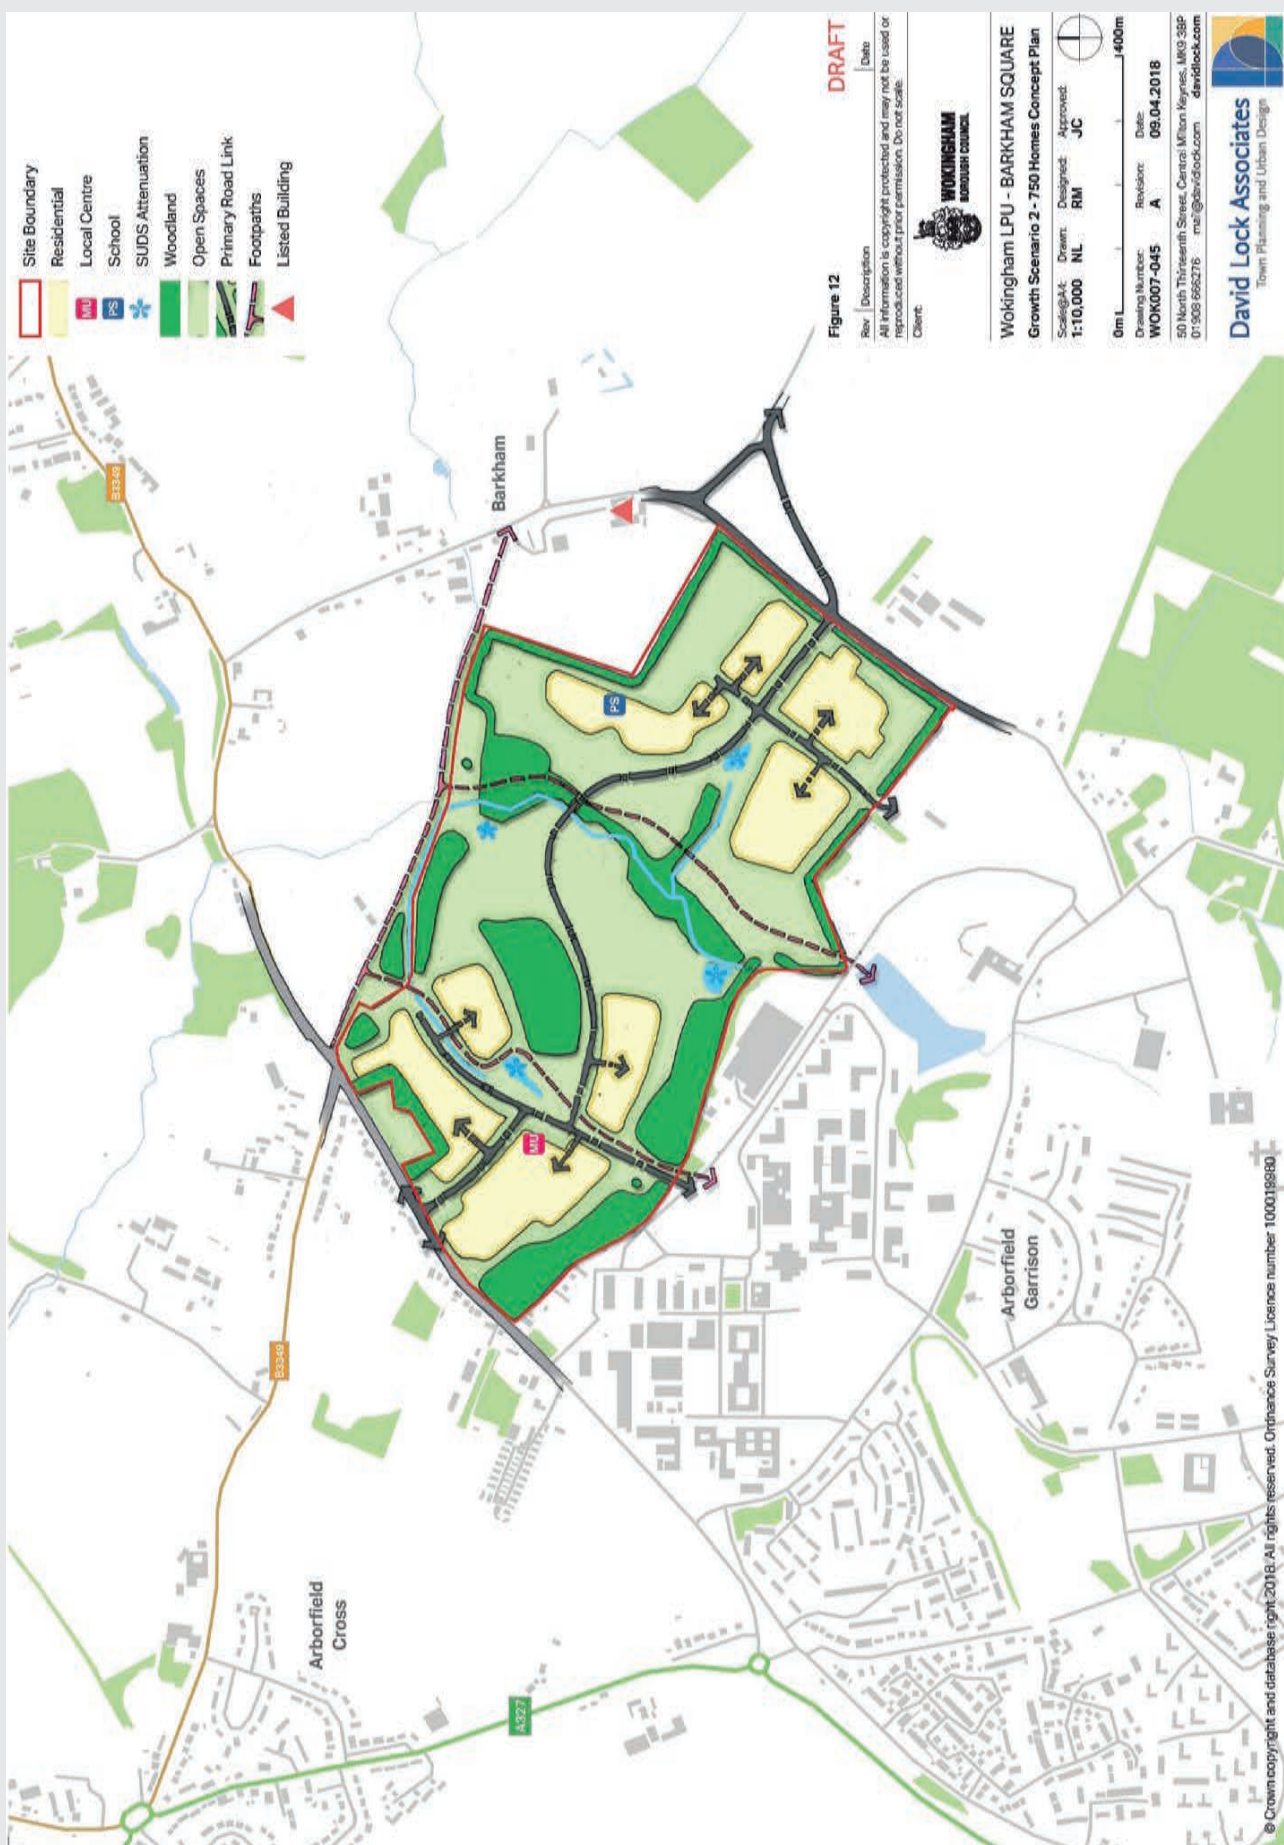 Site Boundary
Residential
MU
Local Centre
PS
School
SUDS Attenuation
Woodland
Open Spaces
Primary Road Link
Footpaths
Listed Building
B3349
Barkham
PS
MU
B3349
Arborfield
Cross
A327
Arborfield
Garrison
Figure 12
DRAFT
Rev
Description
Date
All information is copyright protected and may not be used or
reproduced without prior permission. Do not scale.
Client:
WOKINGHAM
BOROUGH COUNCIL
Wokingham LPU - BARKHAM SQUARE
Growth Scenario 2 - 750 Homes Concept Plan
Scale@A4: Drawn: Designed: Approved:
1:10,000 NL RM JC
0m
400m
Drawing Number: Revision: Date:
WOK007-045 A 09.04.2018
50 North Thirteenth Street, Central Milton Keynes, MK9 3BP
01908 666276 mail@davidlock.com davidlock.com
David Lock Associates
Town Planning and Urban Design
© Crown copyright and database right 2018. All rights reserved. Ordnance Survey Licence number 100019980